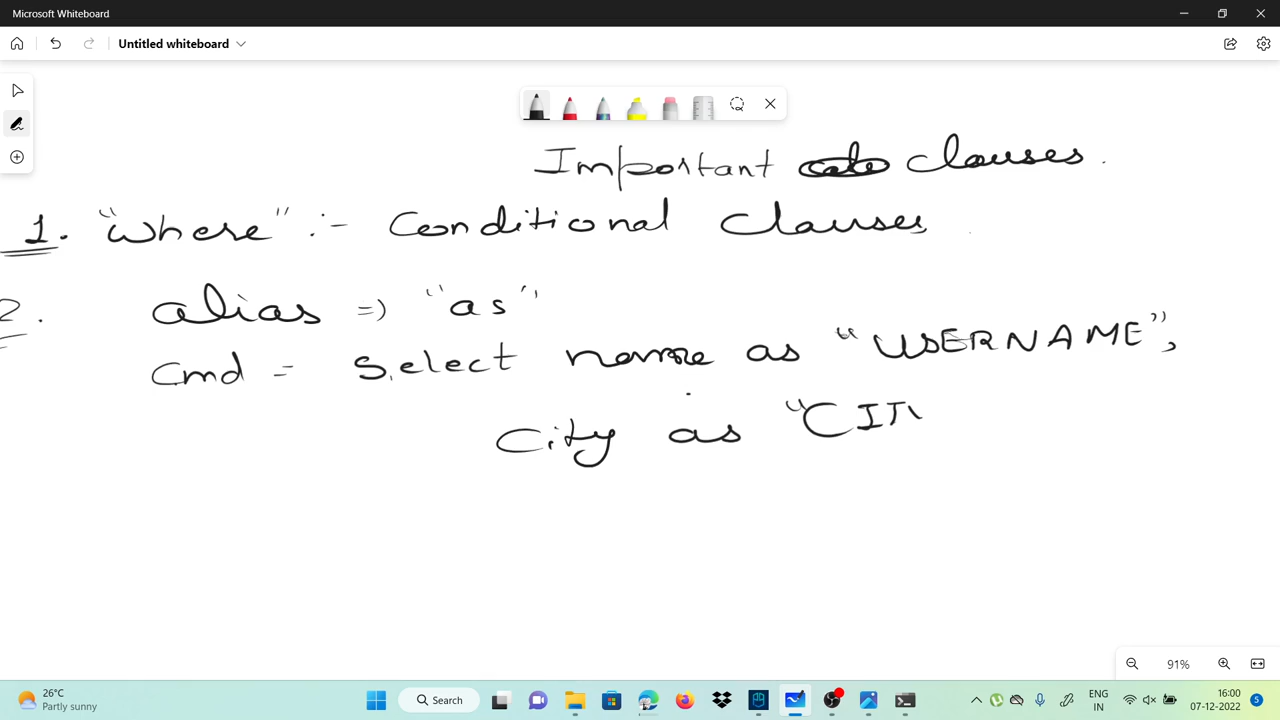 Microsoft Whiteboard
Untitled whiteboard
Important clauses.
1. "where" :- Conditional Clauses,
2. alias => "as"
Cmd = Select name as "USERNAME",
City as "CIT
91%
26°C
Partly sunny
Search
ENG
IN
16:00
07-12-2022
5